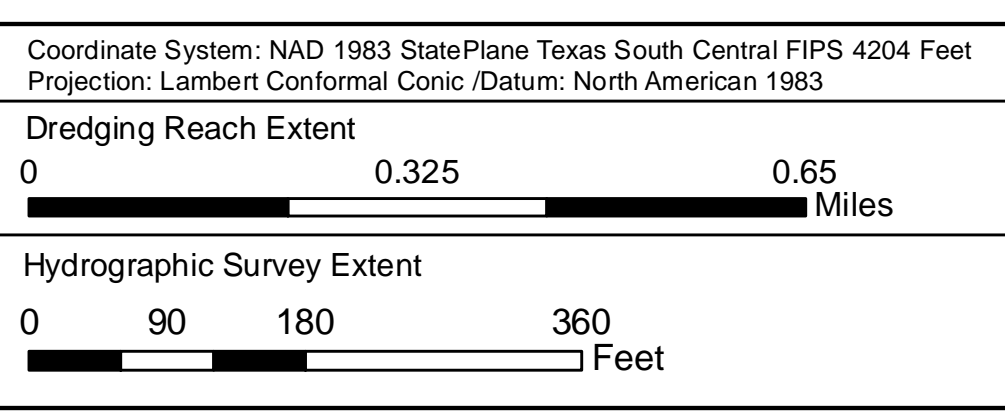 Coordinate System: NAD 1983 StatePlane Texas South Central FIPS 4204 Feet
Projection: Lambert Conformal Conic /Datum: North American 1983
Dredging Reach Extent
0 0.325 0.65
Miles
Hydrographic Survey Extent
0 90 180 360
Feet